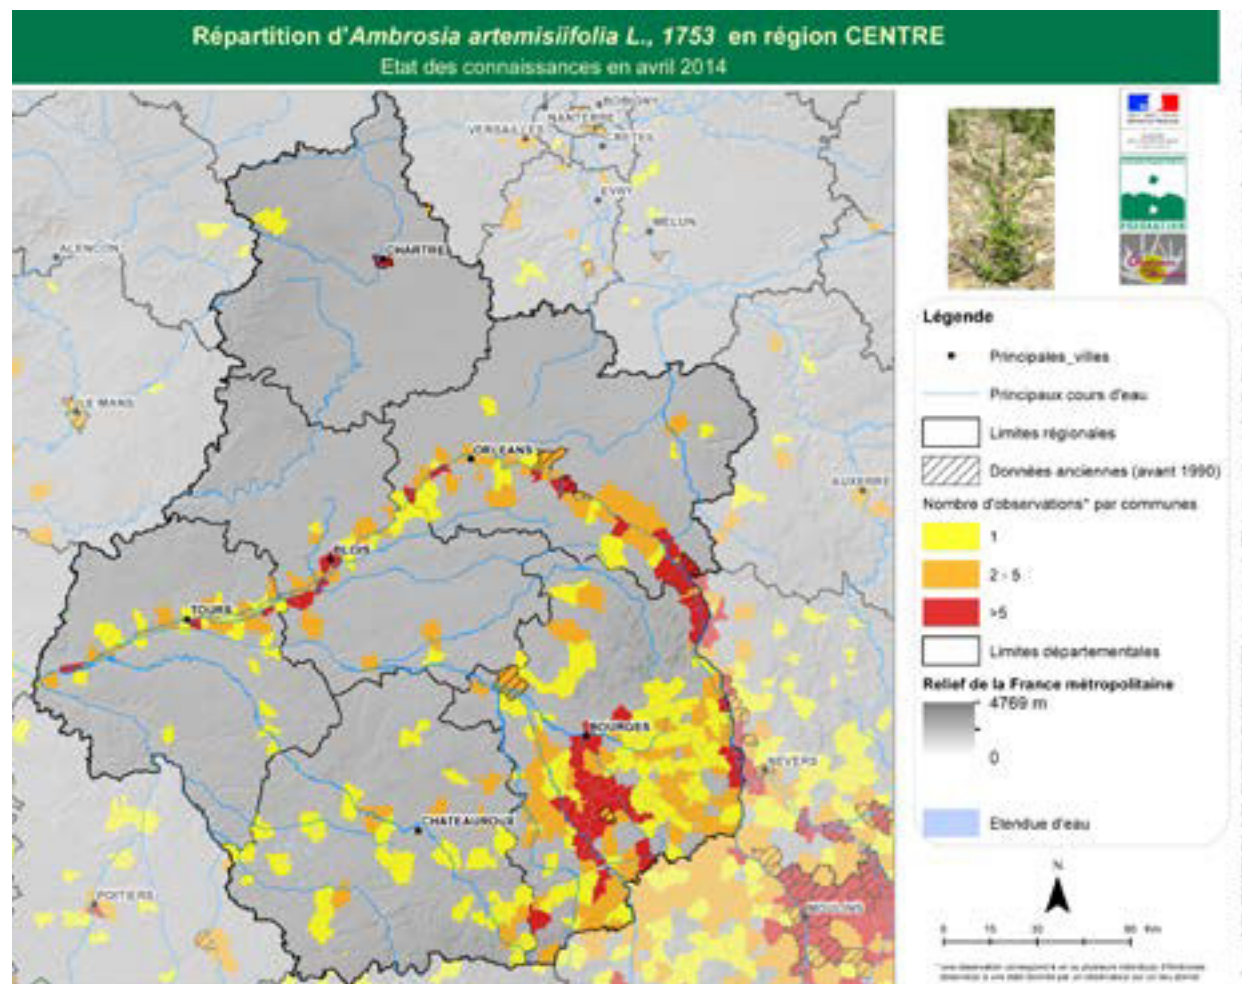 Répartition d'Ambrosia artemisiifolia L., 1753 en région CENTRE
Etat des connaissances en avril 2014
BOBIGNY
NANTERRE
VERSAILLES
CRETEIL
EVRY
MELUN
ALENCON
CHARTRE
LE MANS
ORLEANS
AUXERRE
BLOIS
TOURS
BOURGES
NEVERS
CHATEAUROUX
POITIERS
MOULINS
Légende
Principales_villes
Principaux cours d'eau
Limites régionales
Données anciennes (avant 1990)
Nombre d'observations* par communes
1
2 - 5
>5
Limites départementales
Relief de la France métropolitaine
4769 m
0
Etendue d'eau
N
0 15 30 60 Km